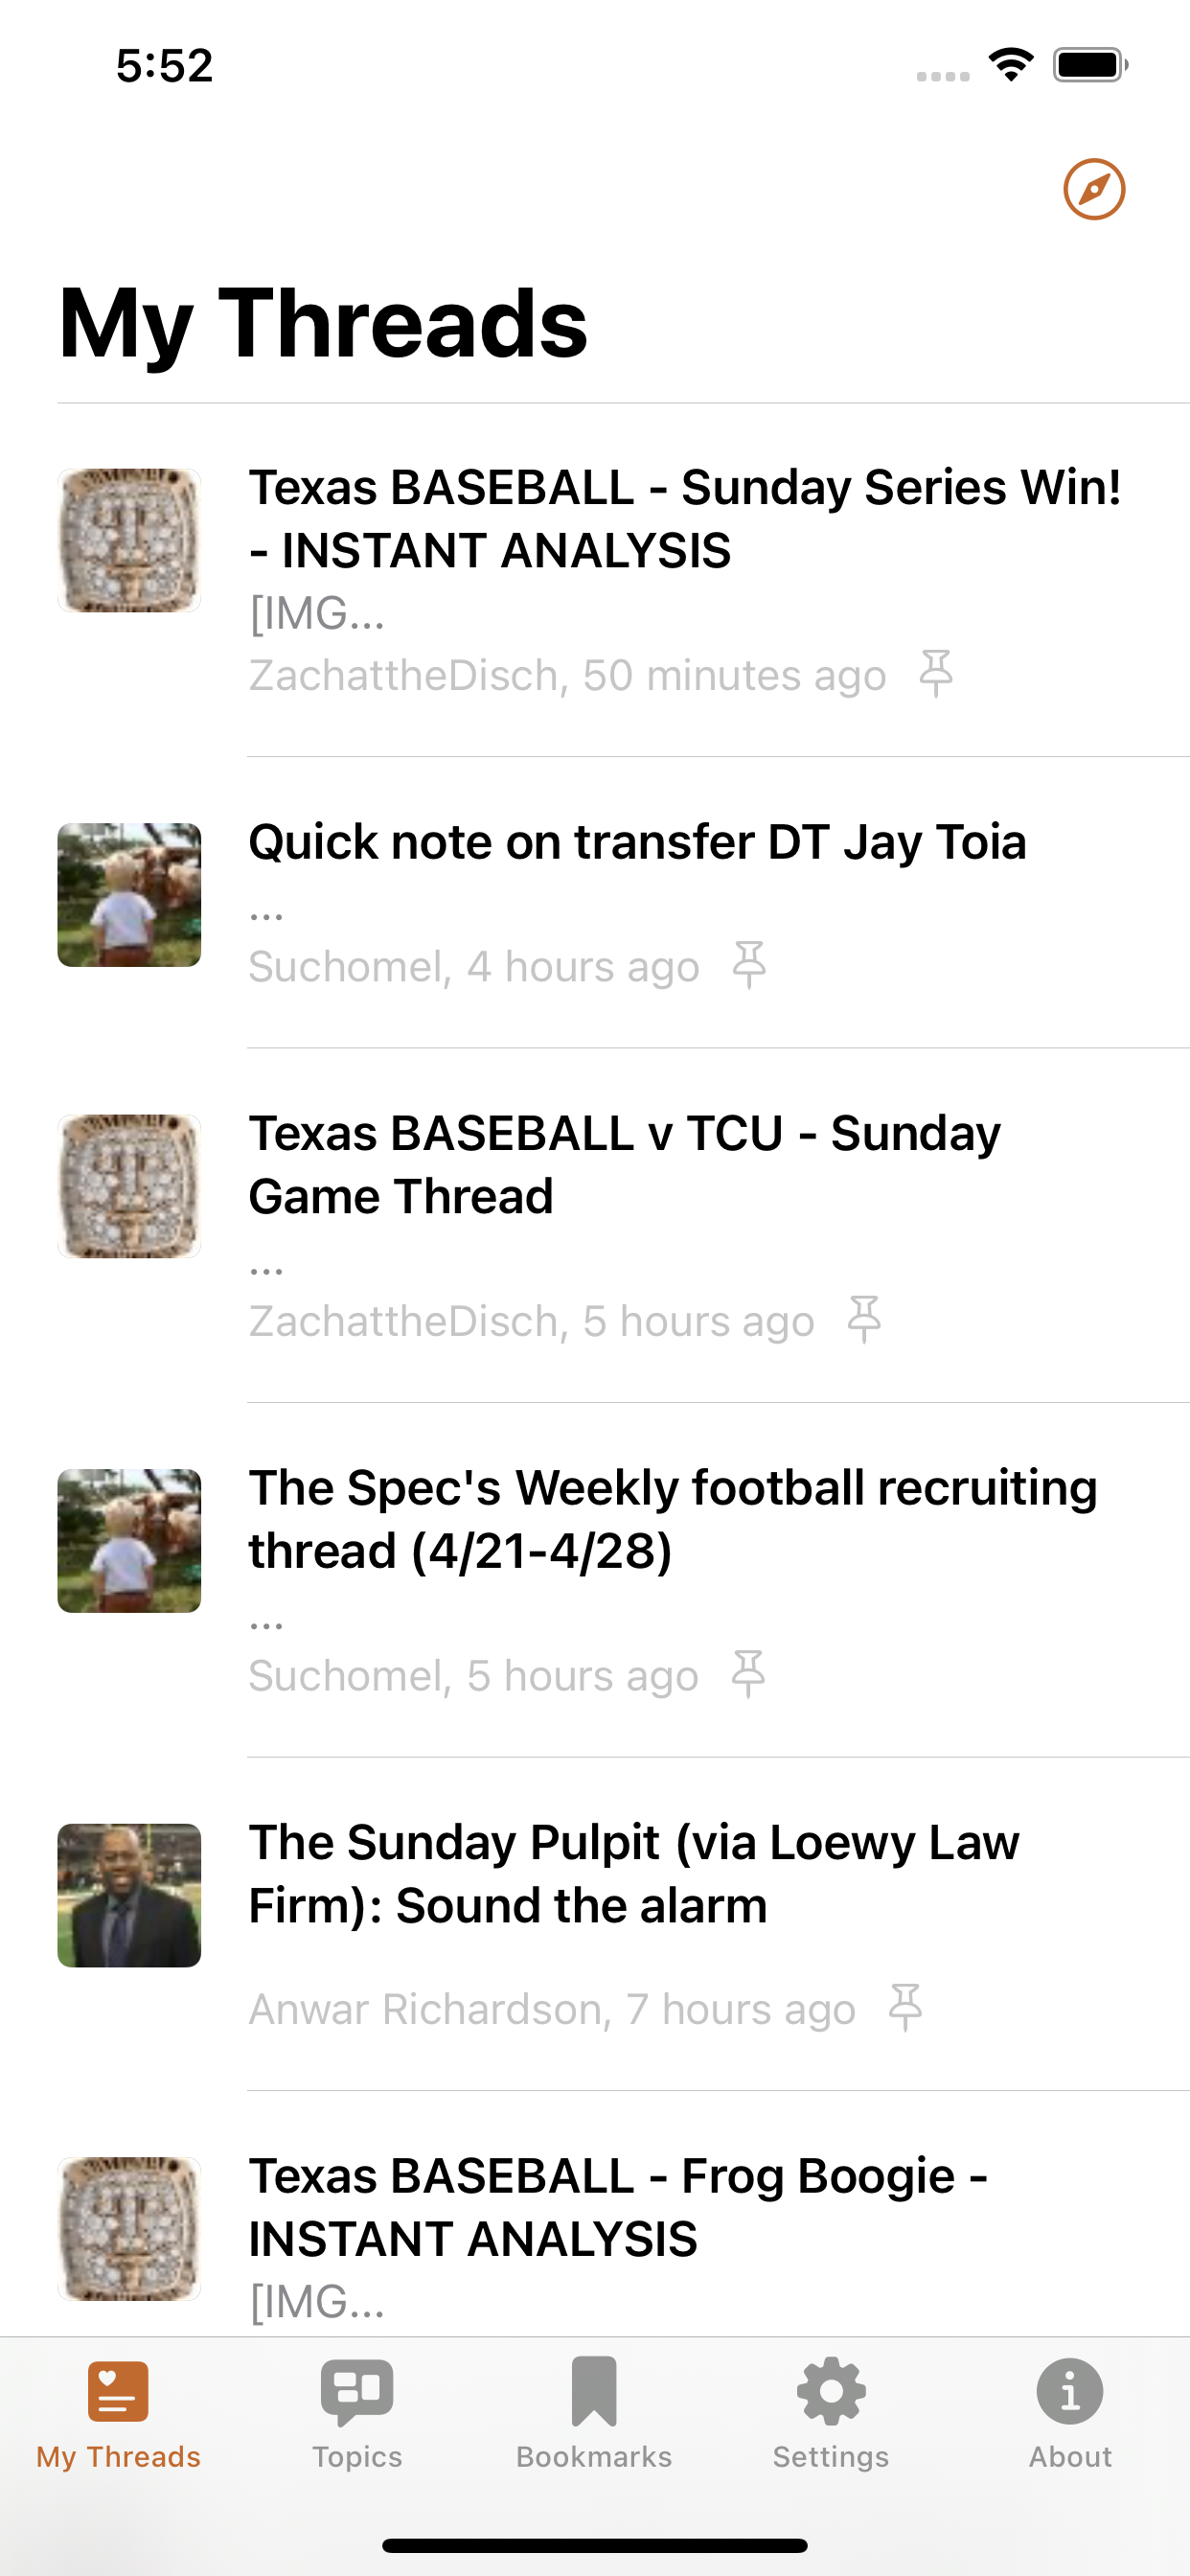 5:52
My Threads
Texas BASEBALL - Sunday Series Win!
- INSTANT ANALYSIS
[IMG...
ZachattheDisch, 50 minutes ago
Quick note on transfer DT Jay Toia
...
Suchomel, 4 hours ago
Texas BASEBALL v TCU - Sunday
Game Thread
...
ZachattheDisch, 5 hours ago
The Spec's Weekly football recruiting
thread (4/21-4/28)
...
Suchomel, 5 hours ago
The Sunday Pulpit (via Loewy Law
Firm): Sound the alarm
Anwar Richardson, 7 hours ago
Texas BASEBALL - Frog Boogie -
INSTANT ANALYSIS
[IMG...
My Threads
Topics
Bookmarks
Settings
About